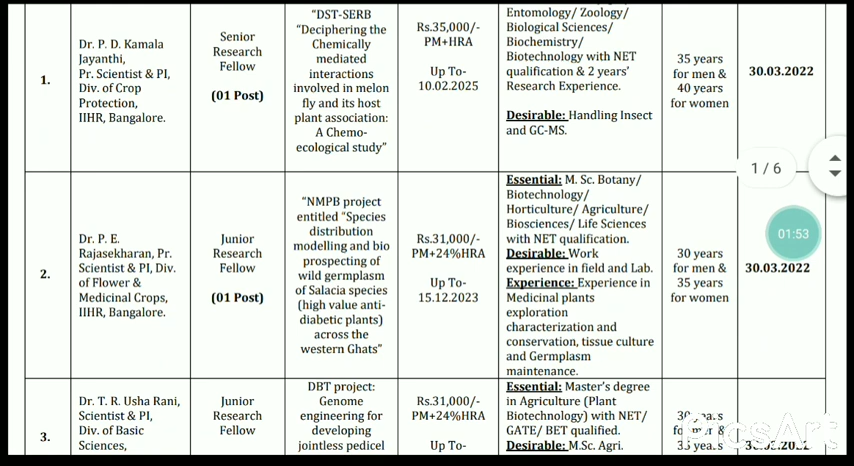 1.
Dr. P. D. Kamala
Jayanthi,
Pr. Scientist & PI,
Div. of Crop
Protection,
IIHR, Bangalore.
Senior
Research
Fellow
(01 Post)
"DST-SERB
"Deciphering the
Chemically
mediated
interactions
involved in melon
fly and its host
plant association:
A Chemo-
ecological study"
Rs.35,000/-
PM+HRA
Up To-
10.02.2025
Entomology/ Zoology/
Biological Sciences/
Biochemistry/
Biotechnology with NET
qualification & 2 years'
Research Experience.
Desirable: Handling Insect
and GC-MS.
35 years
for men &
40 years
for women
30.03.2022
1 / 6
01:53
2.
Dr. P. E.
Rajasekharan, Pr.
Scientist & PI, Div.
of Flower &
Medicinal Crops,
IIHR, Bangalore.
Junior
Research
Fellow
(01 Post)
"NMPB project
entitled "Species
distribution
modelling and bio
prospecting of
wild germplasm
of Salacia species
(high value anti-
diabetic plants)
across the
western Ghats"
Rs.31,000/-
PM+24%HRA
Up To-
15.12.2023
Essential: M. Sc. Botany/
Biotechnology/
Horticulture/ Agriculture/
Biosciences/ Life Sciences
with NET qualification.
Desirable: Work
experience in field and Lab.
Experience: Experience in
Medicinal plants
exploration
characterization and
conservation, tissue culture
and Germplasm
maintenance.
30 years
for men &
35 years
for women
30.03.2022
3.
Dr. T. R. Usha Rani,
Scientist & PI,
Div. of Basic
Sciences,
Junior
Research
Fellow
DBT project:
Genome
engineering for
developing
jointless pedicel
Rs.31,000/-
PM+24%HRA
Up To-
Essential: Master's degree
in Agriculture (Plant
Biotechnology) with NET/
GATE/ BET qualified.
Desirable: M.Sc. Agri.
30 years
for men &
35 years
30.03.2022
PicsArt